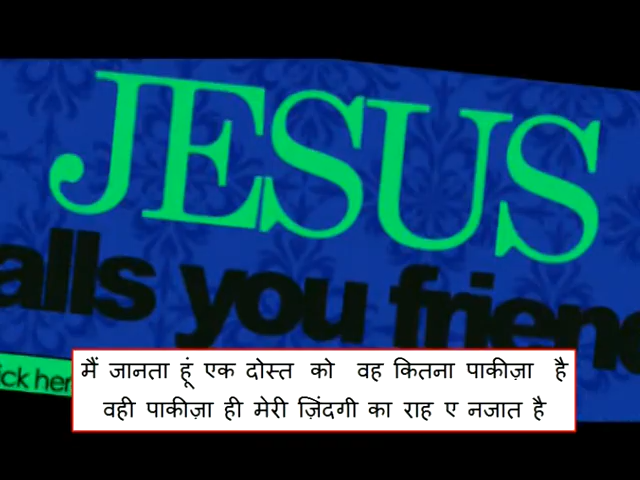 JESUS
alls you frien
ick her
मैं जानता हूं एक दोस्त को वह कितना पाकीज़ा है
वही पाकीज़ा ही मेरी ज़िंदगी का राह ए नजात है